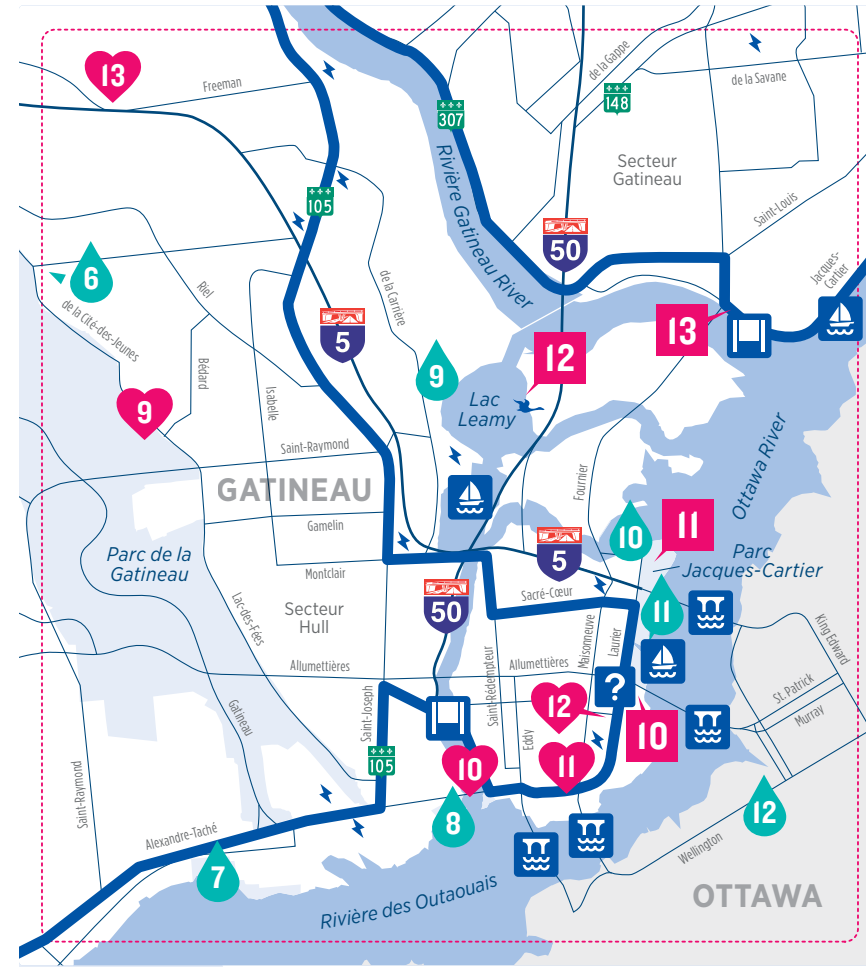 13
Freeman
de la Gappe
148
de la Savane
307
Rivière Gatineau River
Secteur
Gatineau
105
Saint-Louis
50
Jacques-
Cartier
6
de la Cité-des-Jeunes
Riel
de la Carrière
5
13
12
9
Bédard
9
Isabelle
Lac
Leamy
Ottawa River
Saint-Raymond
GATINEAU
Fournier
Gamelin
10
11
Parc de la
Gatineau
5
Parc
Jacques-Cartier
Montclair
50
Sacré-Cœur
11
Secteur
Hull
Lac-des-Fées
Maisonneuve
Laurier
King Edward
Allumettières
Allumettières
St. Patrick
Murray
?
Saint-Rédempteur
Saint-Joseph
Gatineau
12
10
Eddy
105
10
11
Saint-Raymond
8
12
Alexandre-Taché
7
Wellington
Rivière des Outaouais
OTTAWA